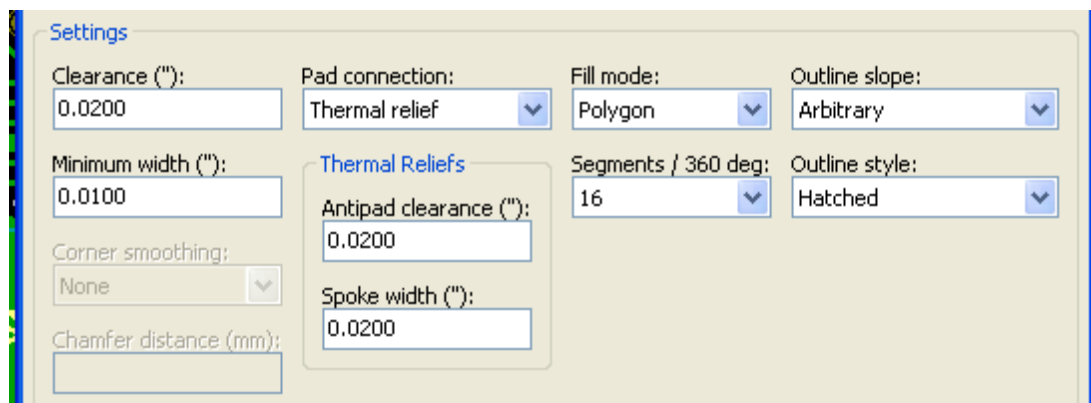 Settings
Clearance ("): Pad connection: Fill mode: Outline slope:
0.0200 Thermal relief Polygon Arbitrary
Minimum width ("): Thermal Reliefs Segments / 360 deg: Outline style:
0.0100 16 Hatched
Antipad clearance ("):
0.0200
Corner smoothing:
None
Spoke width ("):
0.0200
Chamfer distance (mm):